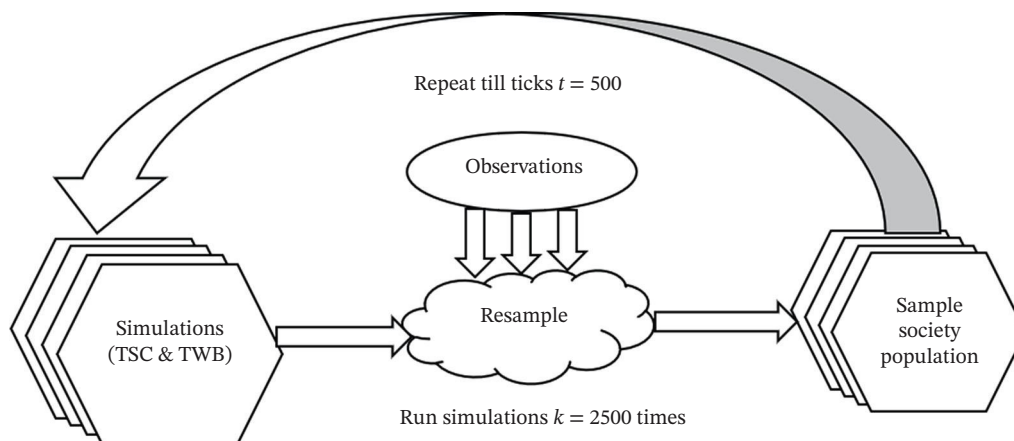 Repeat till ticks t = 500
Observations
Simulations
(TSC & TWB)
Resample
Sample
society
population
Run simulations k = 2500 times